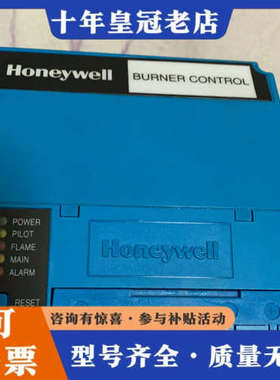 十年皇冠老店
Honeywell
BURNER CONTROL
POWER
PILOT
FLAME
MAIN
ALARM
Honeywell
RESET
票
咨询有惊喜·参与补贴活动
型号齐全·质量无